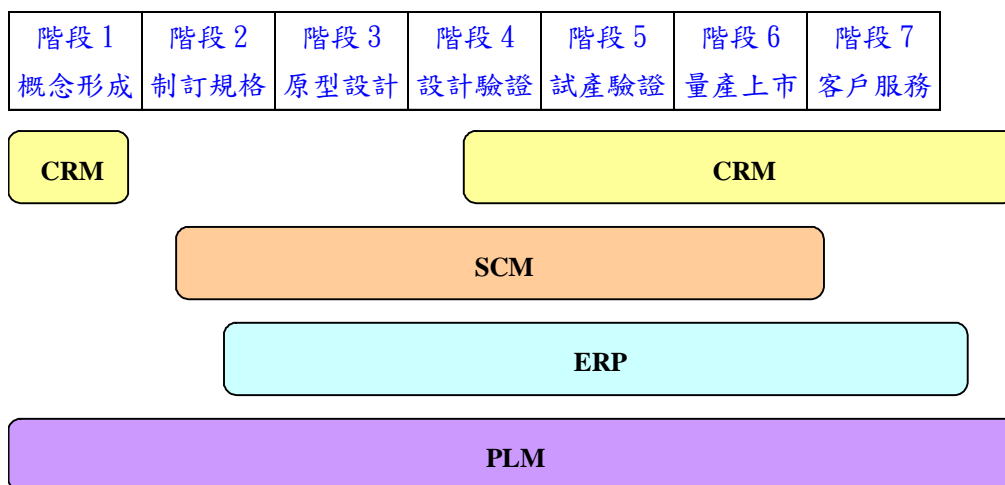 階段 1 階段 2 階段 3 階段 4 階段 5 階段 6 階段 7
概念形成 制訂規格 原型設計 設計驗證 試產驗證 量產上市 客戶服務
CRM CRM
SCM
ERP
PLM